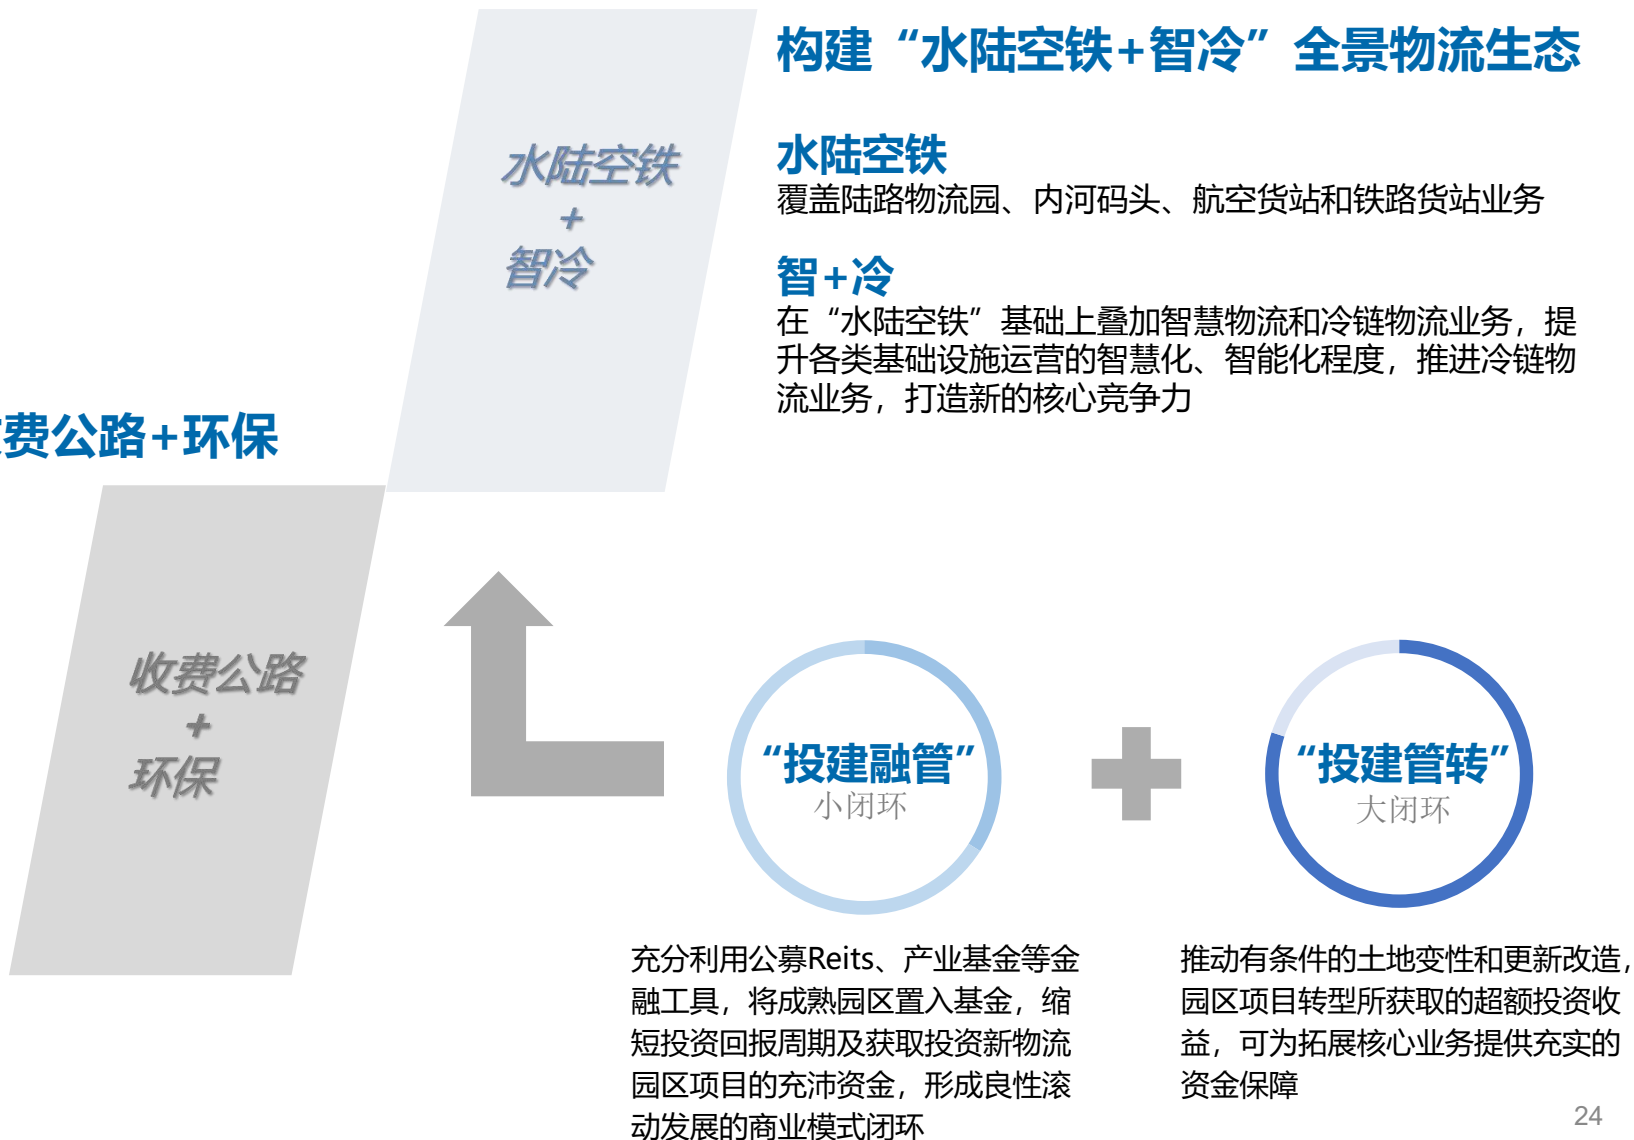 构建“水陆空铁+智冷”全景物流生态
水陆空铁
+
智冷
水陆空铁
覆盖陆路物流园、内河码头、航空货站和铁路货站业务
智+冷
在“水陆空铁”基础上叠加智慧物流和冷链物流业务，提
升各类基础设施运营的智慧化、智能化程度，推进冷链物
流业务，打造新的核心竞争力
费公路+环保
收费公路
+
环保
“投建融管”
小闭环
“投建管转”
大闭环
充分利用公募Reits、产业基金等金
融工具，将成熟园区置入基金，缩
短投资回报周期及获取投资新物流
园区项目的充沛资金，形成良性滚
动发展的商业模式闭环
推动有条件的土地变性和更新改造，
园区项目转型所获取的超额投资收
益，可为拓展核心业务提供充实的
资金保障
24